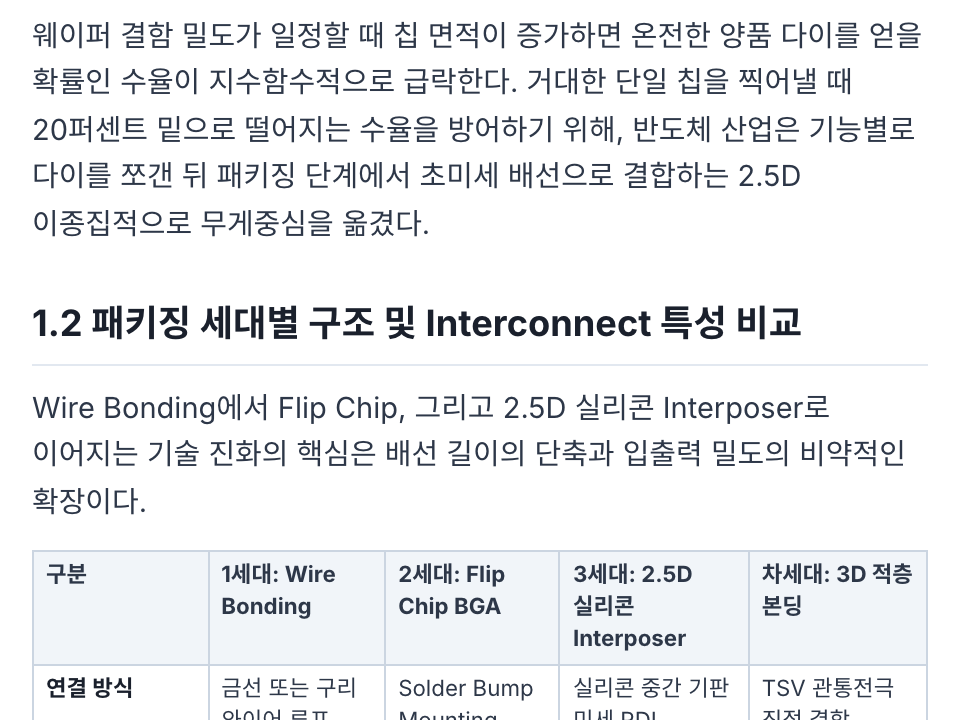 웨이퍼 결함 밀도가 일정할 때 칩 면적이 증가하면 온전한 양품 다이를 얻을
확률인 수율이 지수함수적으로 급락한다. 거대한 단일 칩을 찍어낼 때
20퍼센트 밑으로 떨어지는 수율을 방어하기 위해, 반도체 산업은 기능별로
다이를 쪼갠 뒤 패키징 단계에서 초미세 배선으로 결합하는 2.5D
이종집적으로 무게중심을 옮겼다.
1.2 패키징 세대별 구조 및 Interconnect 특성 비교
Wire Bonding에서 Flip Chip, 그리고 2.5D 실리콘 Interposer로
이어지는 기술 진화의 핵심은 배선 길이의 단축과 입출력 밀도의 비약적인
확장이다.
구분
1세대: Wire
Bonding
2세대: Flip
Chip BGA
3세대: 2.5D
실리콘
Interposer
차세대: 3D 적층
본딩
연결 방식
금선 또는 구리
와이어 루프
Solder Bump
Mounting
실리콘 중간 기판
미세 RDL
TSV 관통전극
직접 결합